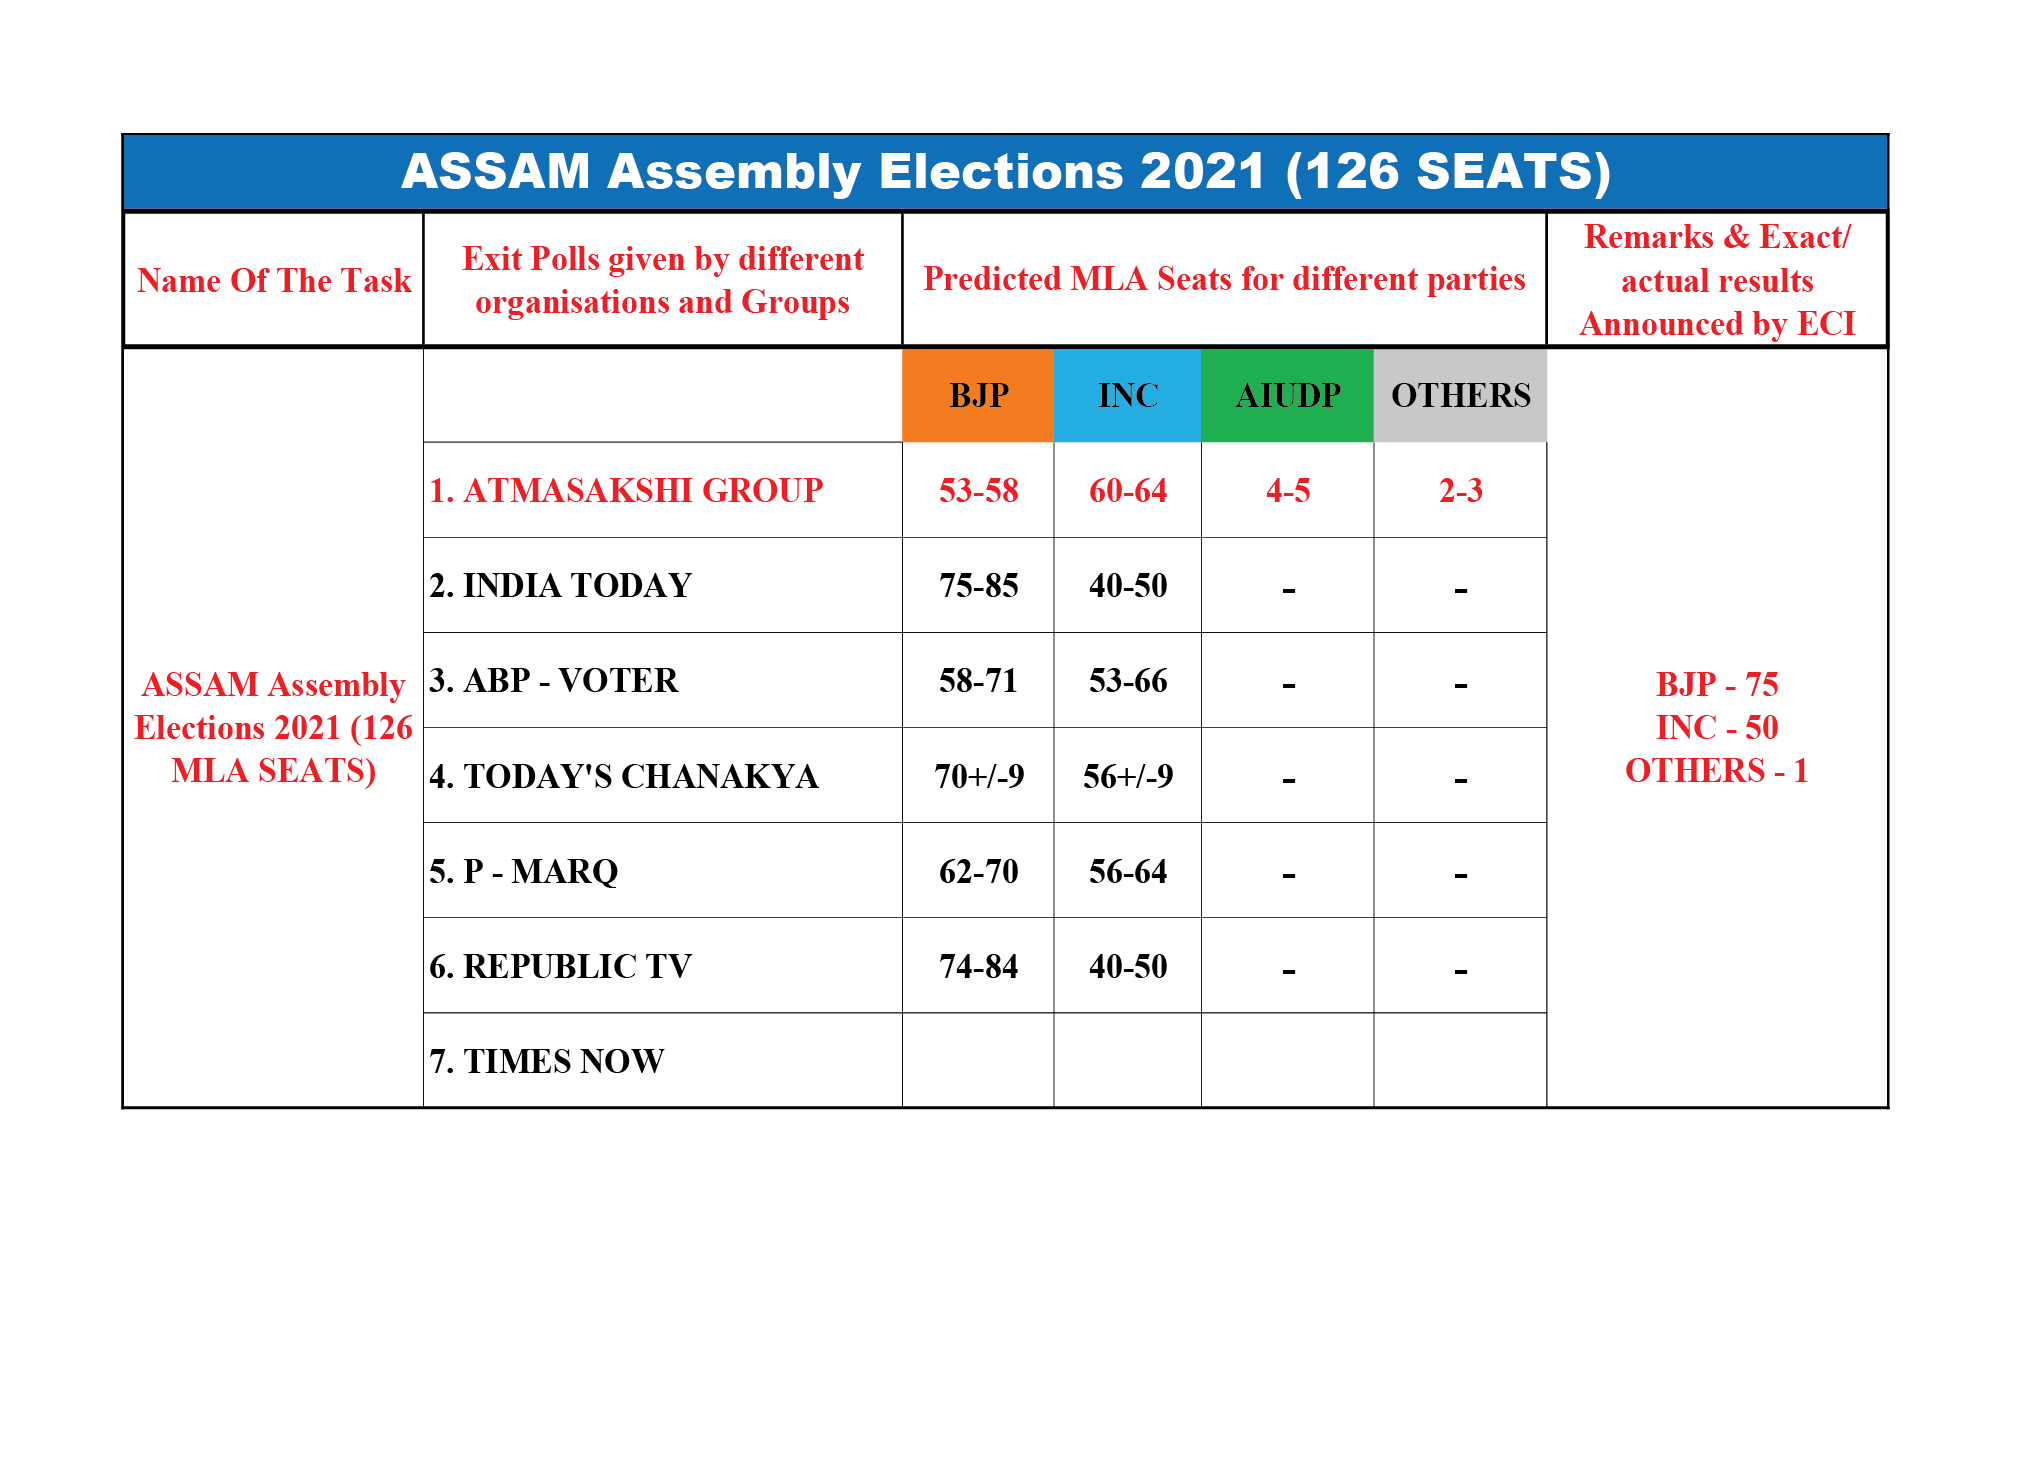 ASSAM Assembly Elections 2021 (126 SEATS)
Name Of The Task
Exit Polls given by different
organisations and Groups
Predicted MLA Seats for different parties
Remarks & Exact/
actual results
Announced by ECI
BJP INC AIUDP OTHERS
1. ATMASAKSHI GROUP 53-58 60-64 4-5 2-3
2. INDIA TODAY 75-85 40-50 - -
3. ABP - VOTER 58-71 53-66 - -
4. TODAY'S CHANAKYA 70+/-9 56+/-9 - -
5. P - MARQ 62-70 56-64 - -
6. REPUBLIC TV 74-84 40-50 - -
7. TIMES NOW
ASSAM Assembly
Elections 2021 (126
MLA SEATS)
BJP - 75
INC - 50
OTHERS - 1